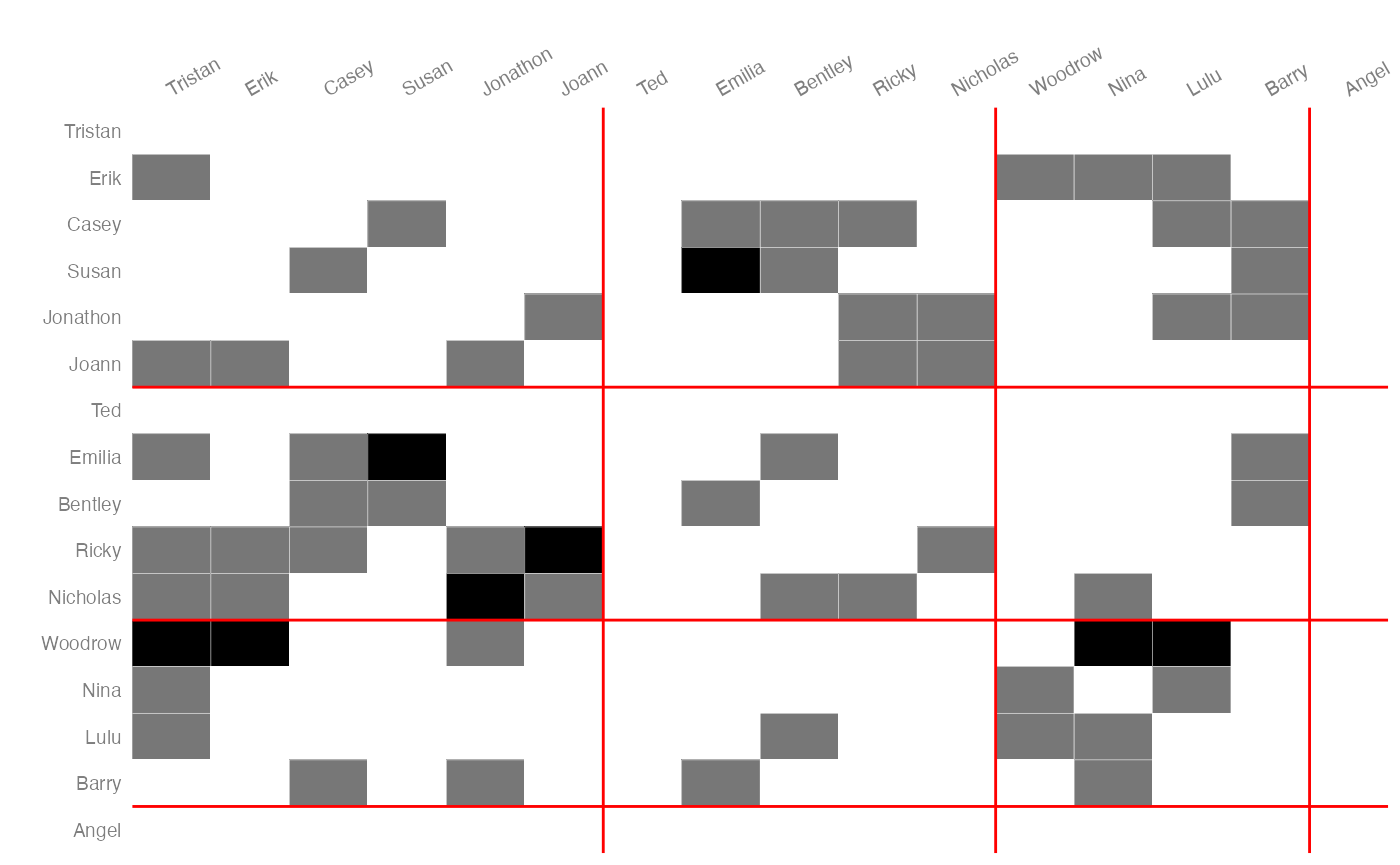 Tristan Erik Casey Susan Jonathon Joann Ted Emilia Bentley Ricky Nicholas Woodrow Nina Lulu Barry Angel
Tristan
Erik
Casey
Susan
Jonathon
Joann
Ted
Emilia
Bentley
Ricky
Nicholas
Woodrow
Nina
Lulu
Barry
Angel